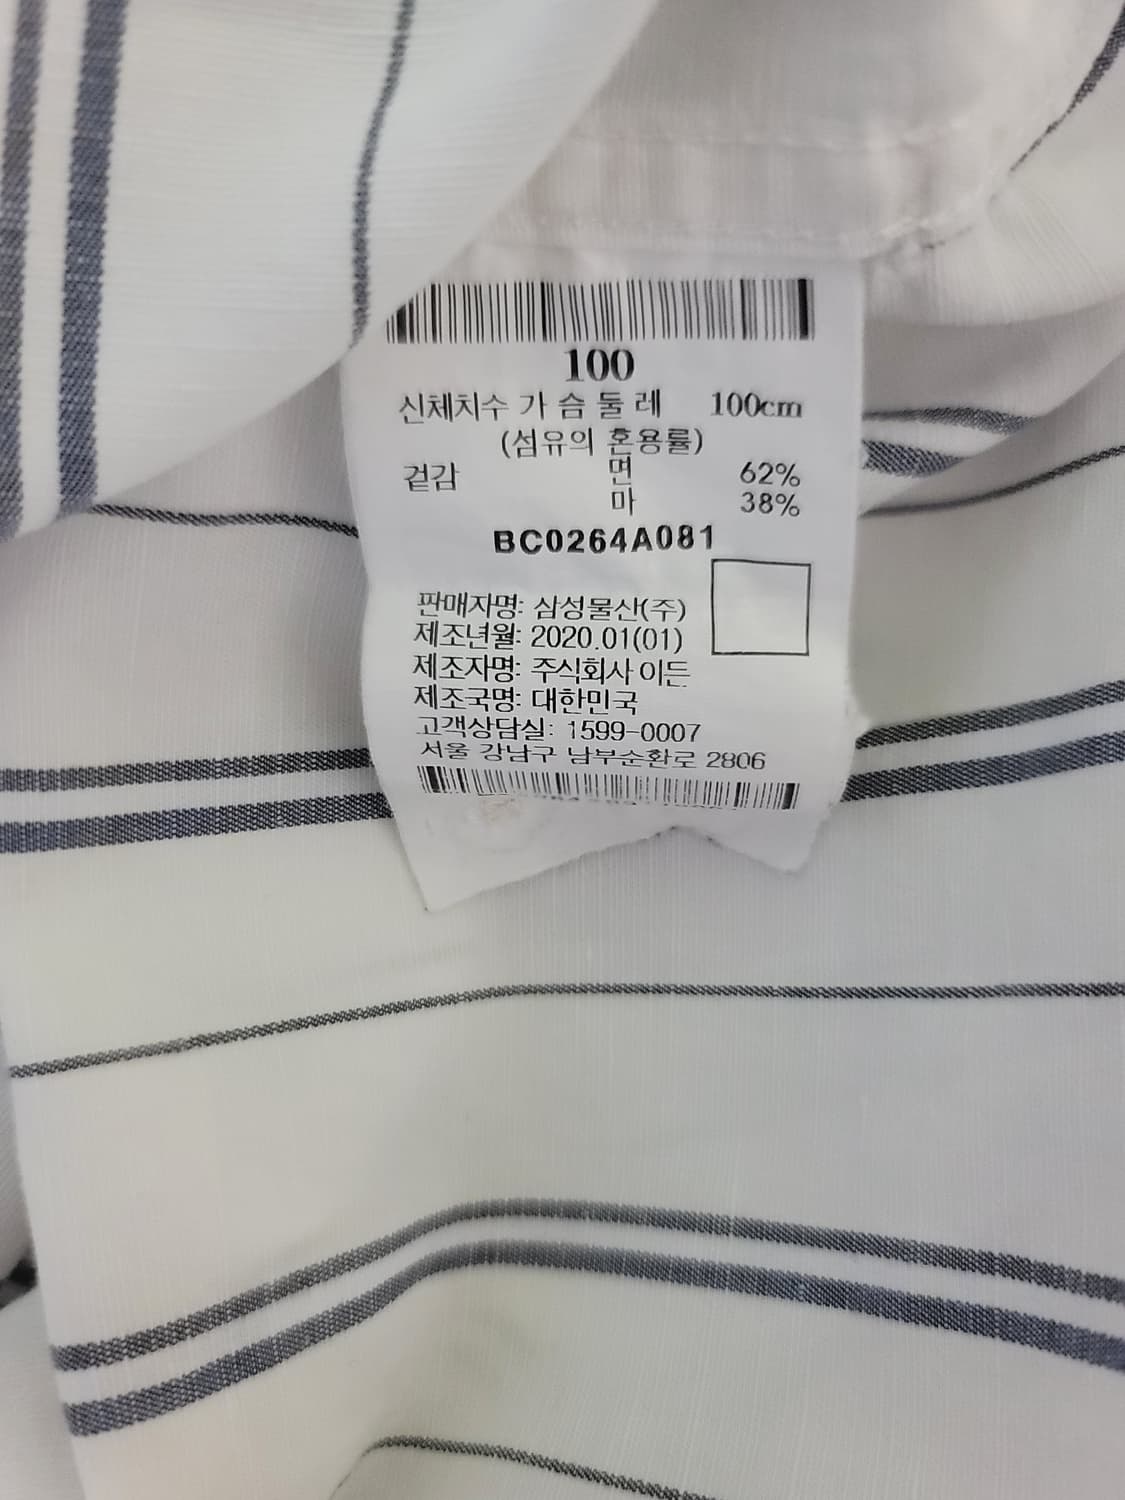 100
신체치수 가 슴 둘 레 100cm
(섬유의 혼용률)
겉감 면 62%
마 38%
BC0264A081
판매자명: 삼성물산(주)
제조년월: 2020.01(01)
제조자명: 주식회사 이든
제조국명: 대한민국
고객상담실: 1599-0007
서울 강남구 남부순환로 2806